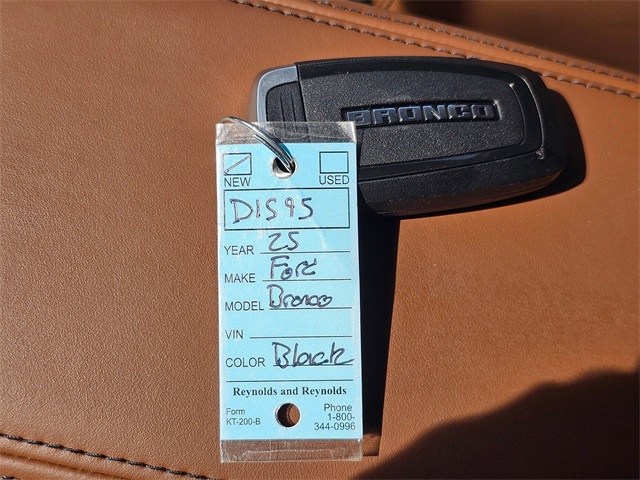 BRONCO
NEW USED
D1595
YEAR 25
MAKE Ford
MODEL Bronco
VIN
COLOR Black
Reynolds and Reynolds
Form
KT-200-B
Phone
1-800-
344-0996